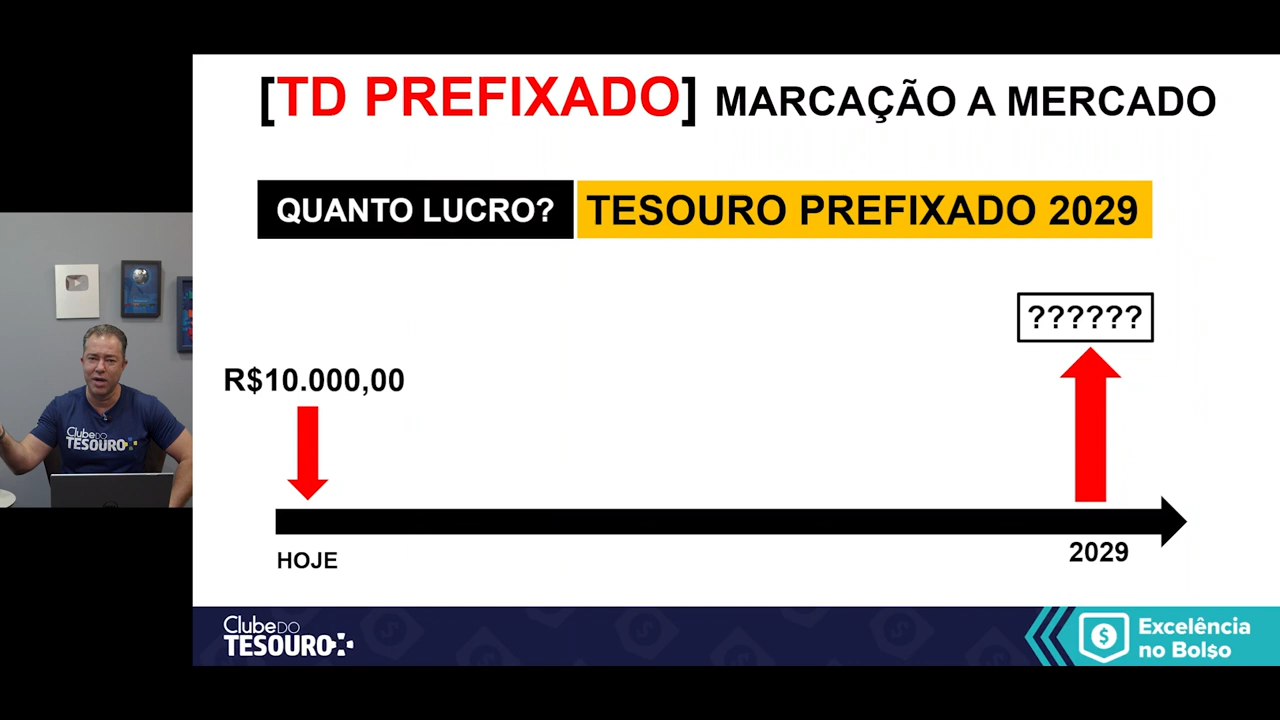 [TD PREFIXADO] MARCAÇÃO A MERCADO
QUANTO LUCRO? TESOURO PREFIXADO 2029
??????
R$10.000,00
Clube DO
TESOURO
HOJE
2029
Clube DO
TESOURO
Excelência
no Bol$o